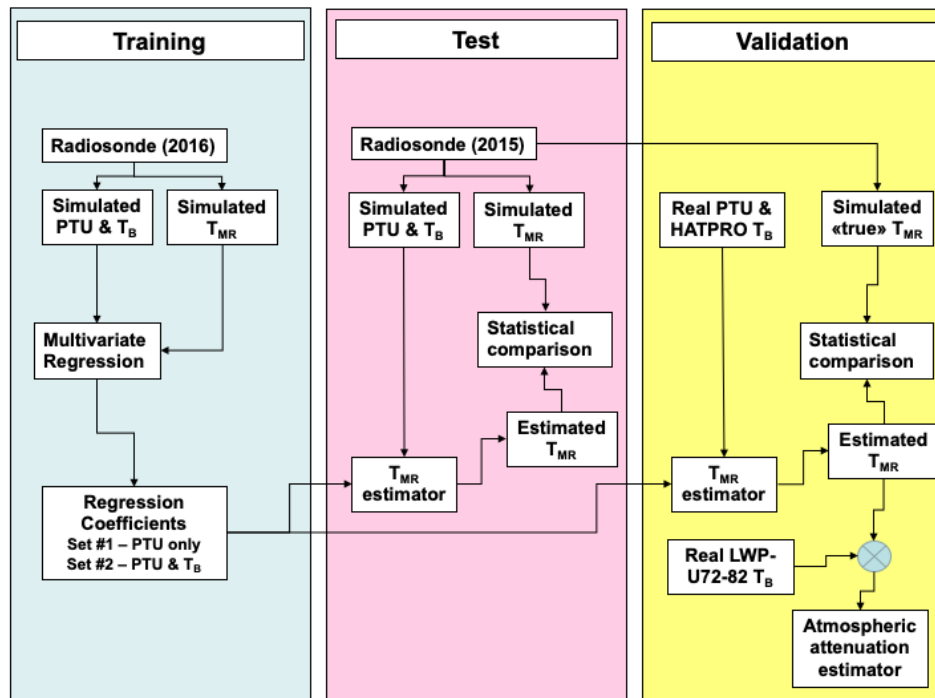 Training
Radiosonde (2016)
Simulated
PTU & TB
Simulated
TMR
Multivariate
Regression
Regression
Coefficients
Set #1 – PTU only
Set #2 – PTU & TB
Test
Radiosonde (2015)
Simulated
PTU & TB
Simulated
TMR
Statistical
comparison
Estimated
TMR
TMR
estimator
Validation
Real PTU &
HATPRO TB
Simulated
«true» TMR
Statistical
comparison
Estimated
TMR
TMR
estimator
Real LWP-
U72-82 TB
Atmospheric
attenuation
estimator